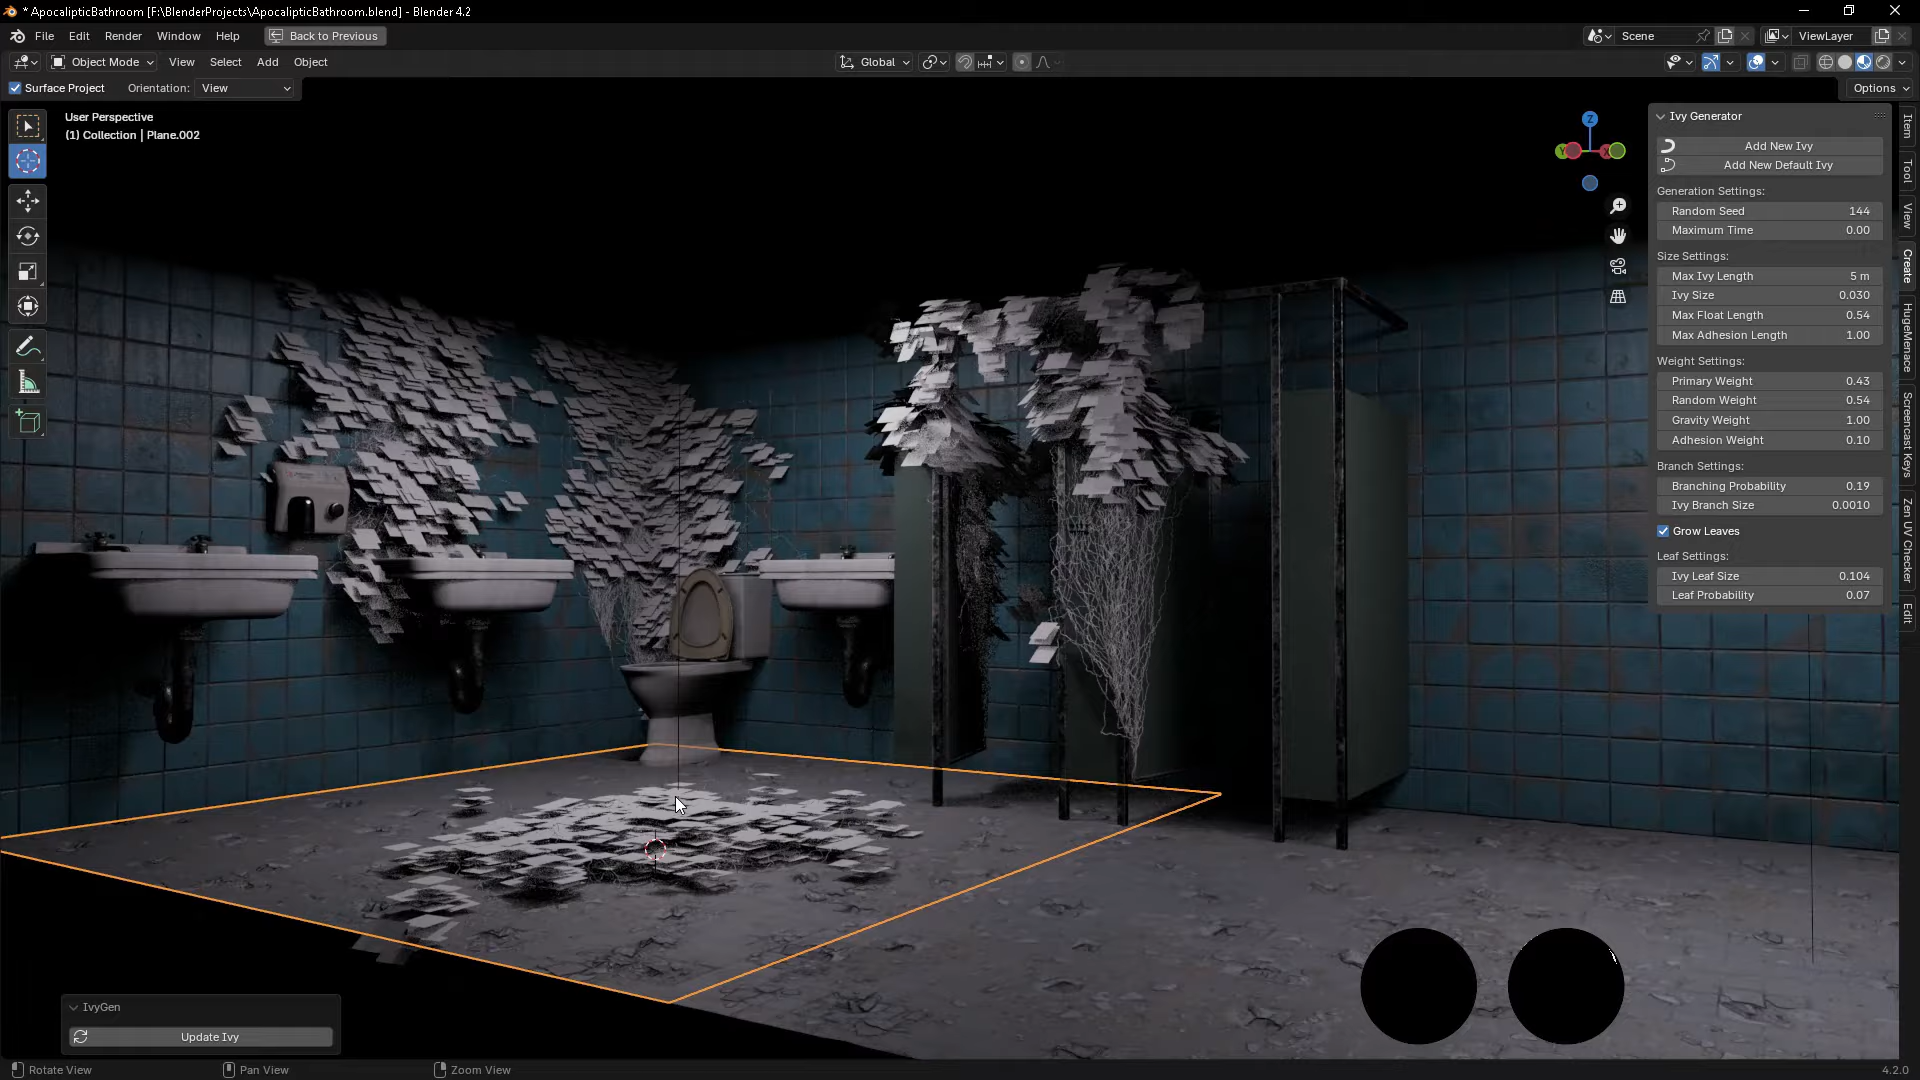 * ApocalipticBathroom [F:\BlenderProjects\ApocalipticBathroom.blend] - Blender 4.2
File Edit Render Window Help Back to Previous Scene ViewLayer
Object Mode View Select Add Object Global
Surface Project Orientation: View Options
User Perspective
(1) Collection | Plane.002
Z
Y
X
Ivy Generator
Add New Ivy
Add New Default Ivy
Generation Settings:
Random Seed 144
Maximum Time 0.00
Size Settings:
Max Ivy Length 5 m
Ivy Size 0.030
Max Float Length 0.54
Max Adhesion Length 1.00
Weight Settings:
Primary Weight 0.43
Random Weight 0.54
Gravity Weight 1.00
Adhesion Weight 0.10
Branch Settings:
Branching Probability 0.19
Ivy Branch Size 0.0010
Grow Leaves
Leaf Settings:
Ivy Leaf Size 0.104
Leaf Probability 0.07
Item
Tool
View
Create
HugeMenace
Screencast Keys
Zen UV Checker
Edit
IvyGen
Update Ivy
Rotate View Pan View Zoom View 4.2.0